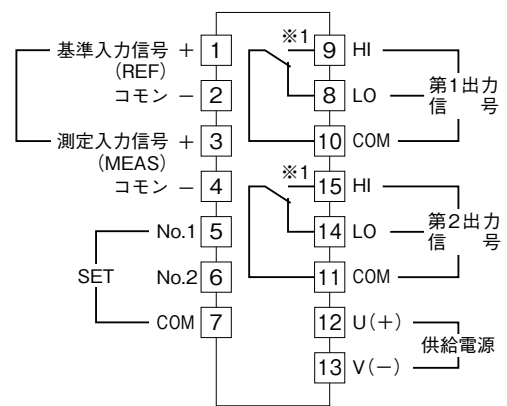 基準入力信号 + 1
(REF)
コモン − 2
測定入力信号 + 3
(MEAS)
コモン − 4
No.1 5
SET
No.2 6
COM 7
※1 9 HI
8 LO
第1出力
信 号
10 COM
※1 15 HI
14 LO
第2出力
信 号
11 COM
12 U(+)
供給電源
13 V(−)